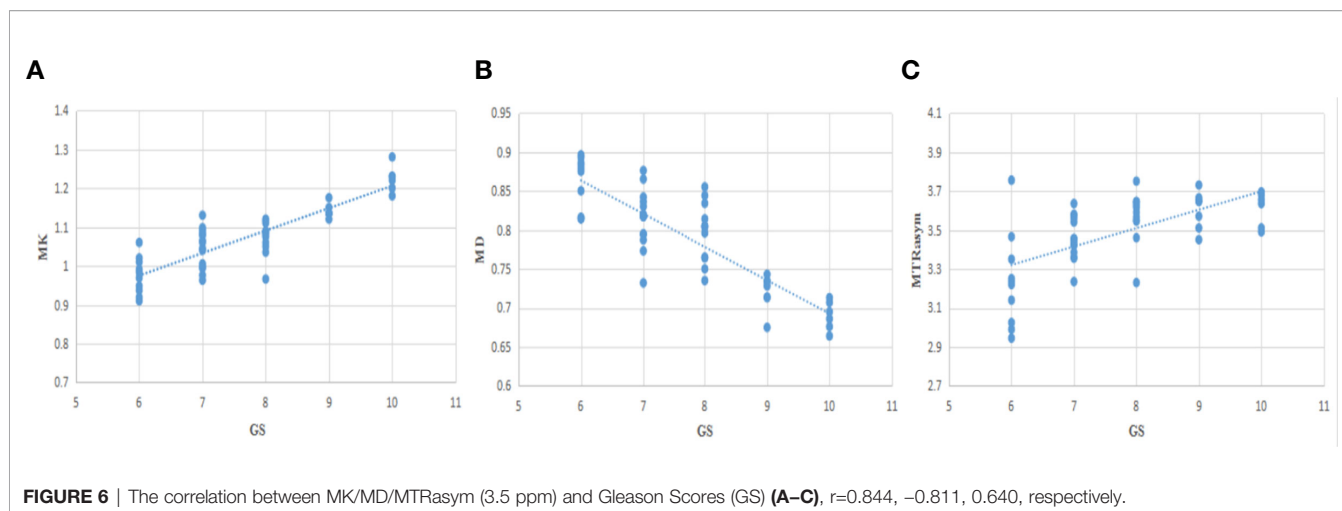 A
MK
1.4
1.3
1.2
1.1
1
0.9
0.8
0.7
5 6 7 8 9 10 11
GS
B
MD
0.95
0.9
0.85
0.8
0.75
0.7
0.65
0.6
5 6 7 8 9 10 11
GS
C
MTRasym
4.1
3.9
3.7
3.5
3.3
3.1
2.9
2.7
5 6 7 8 9 10 11
GS
FIGURE 6 | The correlation between MK/MD/MTRasym (3.5 ppm) and Gleason Scores (GS) (A–C), r=0.844, −0.811, 0.640, respectively.